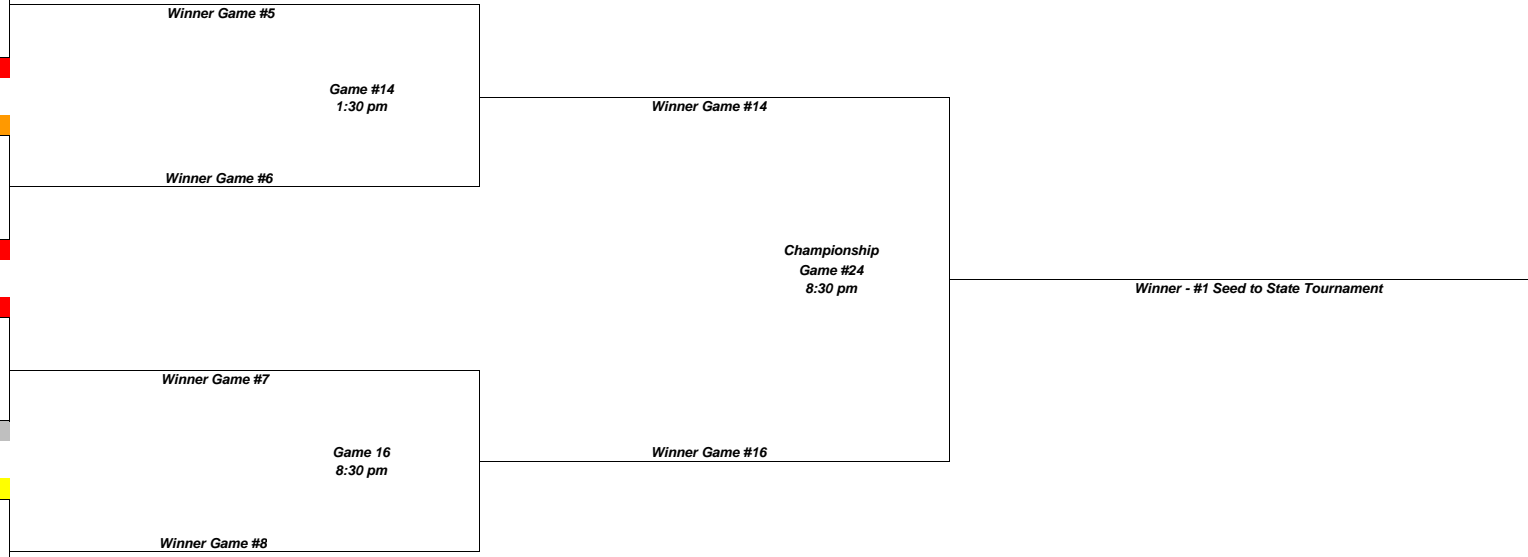 Winner Game #5
Game #14
1:30 pm
Winner Game #14
Winner Game #6
Championship
Game #24
8:30 pm
Winner - #1 Seed to State Tournament
Winner Game #7
Game 16
8:30 pm
Winner Game #16
Winner Game #8